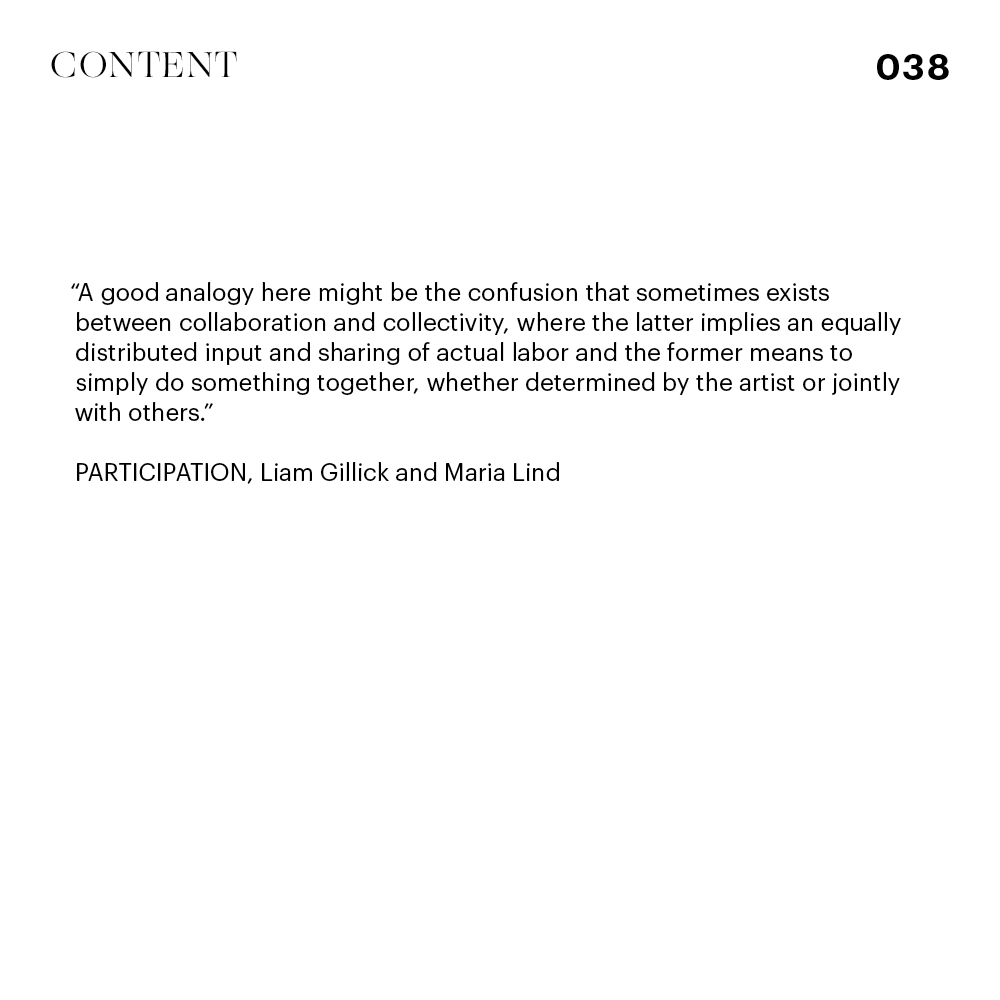 CONTENT
038
“A good analogy here might be the confusion that sometimes exists
between collaboration and collectivity, where the latter implies an equally
distributed input and sharing of actual labor and the former means to
simply do something together, whether determined by the artist or jointly
with others.”
PARTICIPATION, Liam Gillick and Maria Lind